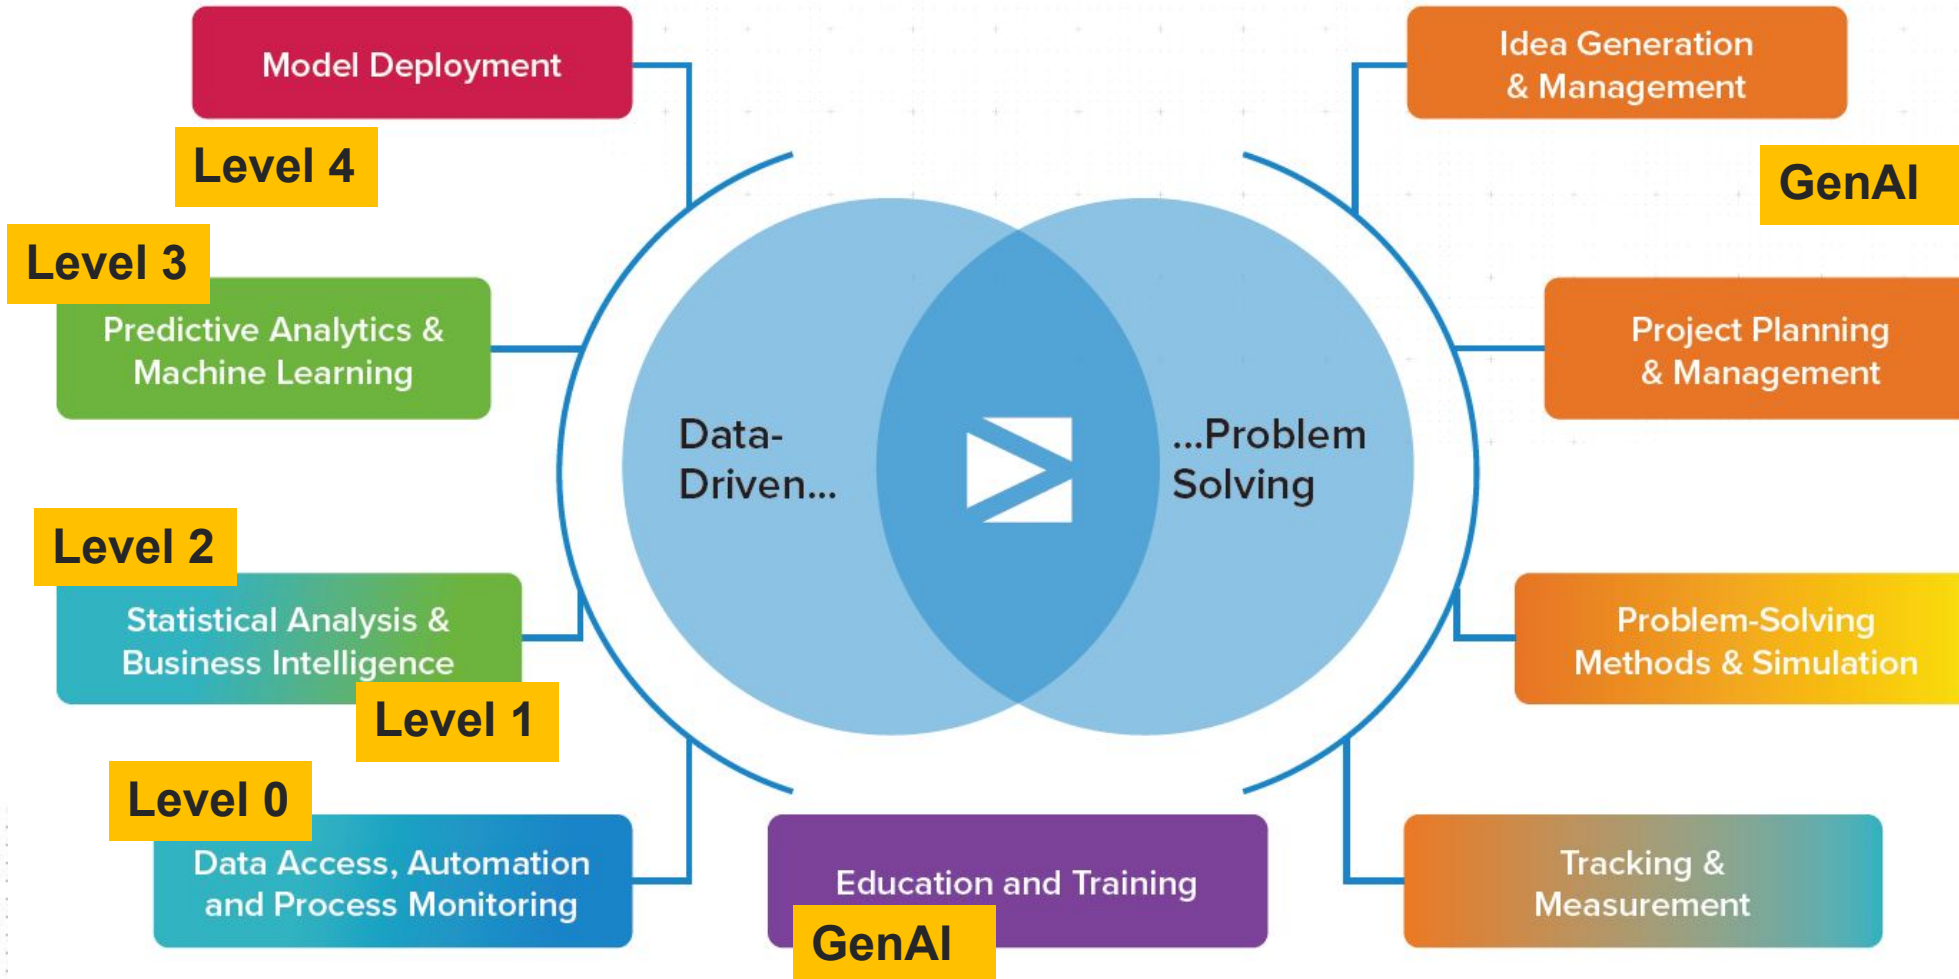 Model Deployment
Level 4
Level 3
Predictive Analytics &
Machine Learning
Level 2
Statistical Analysis &
Business Intelligence
Level 1
Level 0
Data Access, Automation
and Process Monitoring
Data-
Driven...
...Problem
Solving
Education and Training
GenAI
Idea Generation
& Management
GenAI
Project Planning
& Management
Problem-Solving
Methods & Simulation
Tracking &
Measurement